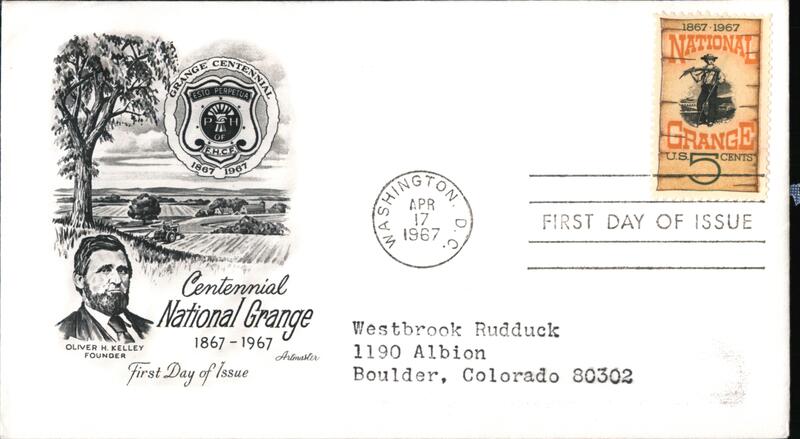 GRANGE CENTENNIAL
ESTO PERPETUA
P H
OF
F.H.C.F.
1867 1967
OLIVER H. KELLEY
FOUNDER
Centennial
National Grange
1867-1967
Artmaster
First Day of Issue
WASHINGTON, D.C.
APR
17
1967
1867·1967
NATIONAL
GRANGE
U.S. 5 CENTS
FIRST DAY OF ISSUE
Westbrook Rudduck
1190 Albion
Boulder, Colorado 80302